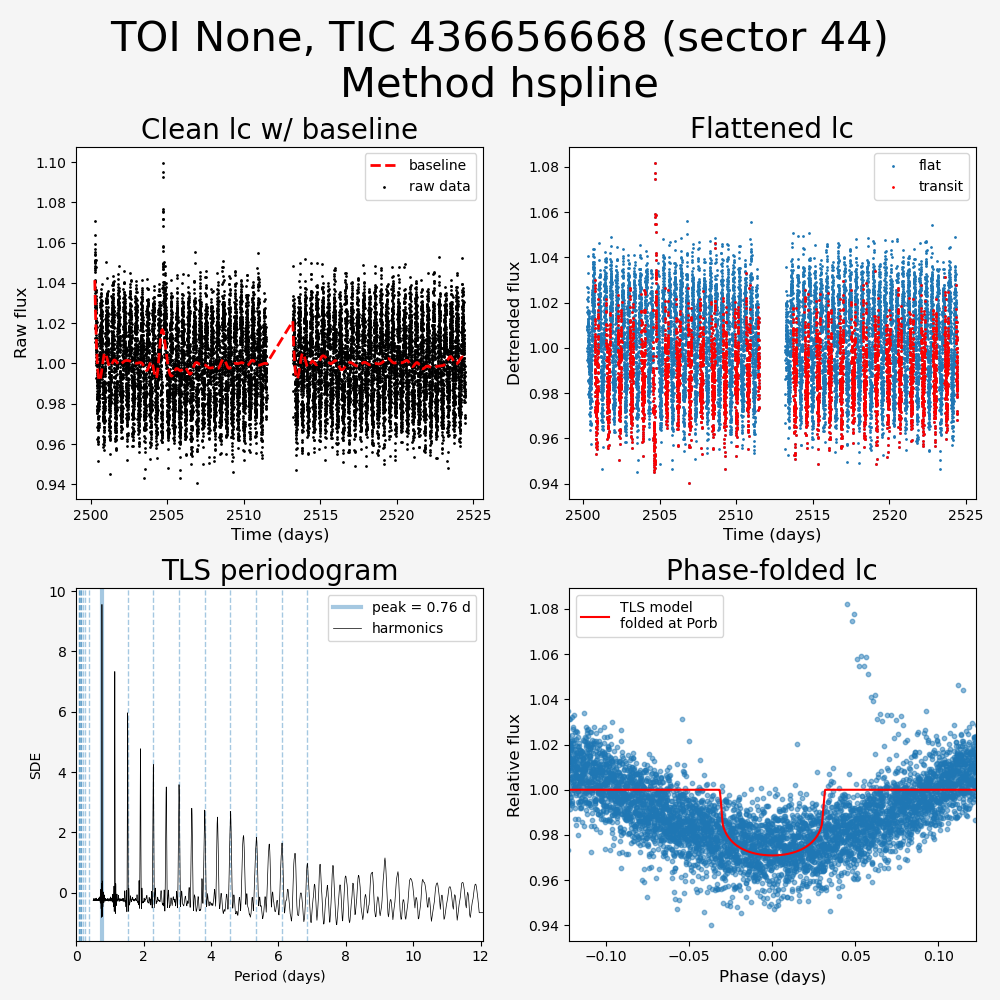 TOI None, TIC 436656668 (sector 44)
Method hspline
Clean lc w/ baseline
Flattened lc
1.10
1.08
1.06
1.04
1.02
1.00
0.98
0.96
0.94
Raw flux
baseline
raw data
2500
2505
2510
2515
2520
2525
Time (days)
1.08
1.06
1.04
1.02
1.00
0.98
0.96
0.94
Detrended flux
flat
transit
2500
2505
2510
2515
2520
2525
Time (days)
TLS periodogram
Phase-folded lc
10
8
6
4
2
0
SDE
peak = 0.76 d
harmonics
0
2
4
6
8
10
12
Period (days)
1.08
1.06
1.04
1.02
1.00
0.98
0.96
0.94
Relative flux
TLS model
folded at Porb
−0.10
−0.05
0.00
0.05
0.10
Phase (days)